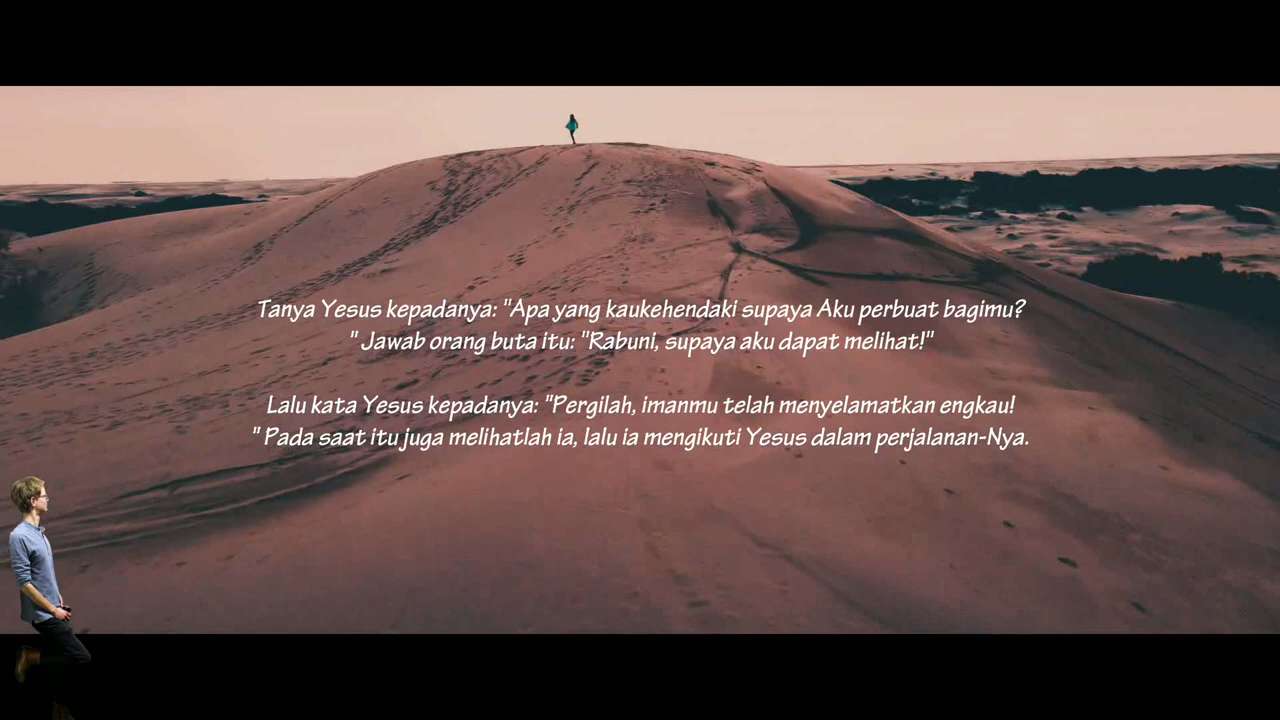 Tanya Yesus kepadanya: "Apa yang kaukehendaki supaya Aku perbuat bagimu?
" Jawab orang buta itu: "Rabuni, supaya aku dapat melihat!"
Lalu kata Yesus kepadanya: "Pergilah, imanmu telah menyelamatkan engkau!
" Pada saat itu juga melihatlah ia, lalu ia mengikuti Yesus dalam perjalanan-Nya.